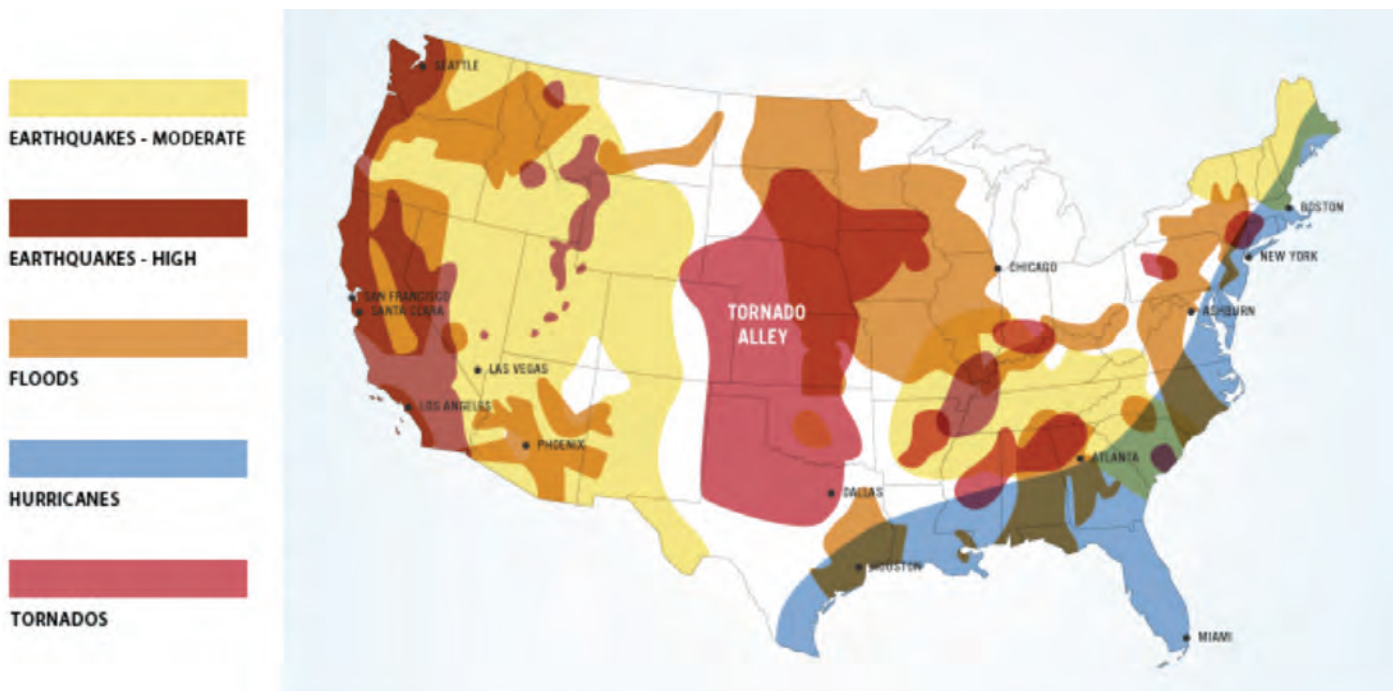 EARTHQUAKES - MODERATE
EARTHQUAKES - HIGH
FLOODS
HURRICANES
TORNADOS
SEATTLE
SAN FRANCISCO
SANTA CLARA
LAS VEGAS
LOS ANGELES
PHOENIX
TORNADO
ALLEY
DALLAS
HOUSTON
CHICAGO
ATLANTA
MIAMI
BOSTON
NEW YORK
ASHBURN